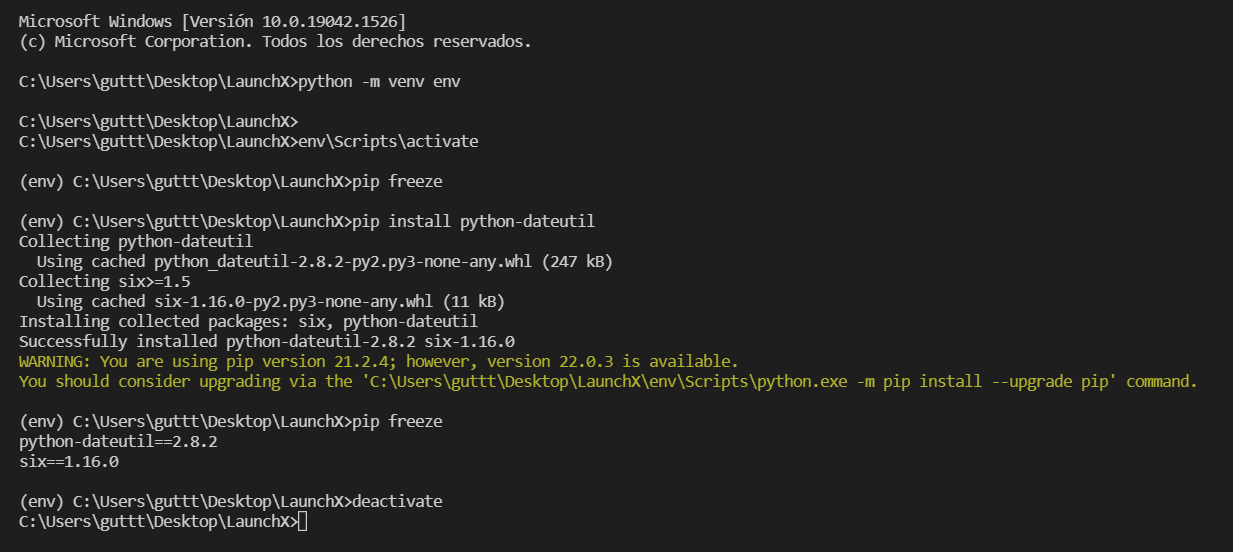 Microsoft Windows [Versión 10.0.19042.1526]
(c) Microsoft Corporation. Todos los derechos reservados.
C:\Users\guttt\Desktop\LaunchX>python -m venv env
C:\Users\guttt\Desktop\LaunchX>
C:\Users\guttt\Desktop\LaunchX>env\Scripts\activate
(env) C:\Users\guttt\Desktop\LaunchX>pip freeze
(env) C:\Users\guttt\Desktop\LaunchX>pip install python-dateutil
Collecting python-dateutil
  Using cached python_dateutil-2.8.2-py2.py3-none-any.whl (247 kB)
Collecting six>=1.5
  Using cached six-1.16.0-py2.py3-none-any.whl (11 kB)
Installing collected packages: six, python-dateutil
Successfully installed python-dateutil-2.8.2 six-1.16.0
WARNING: You are using pip version 21.2.4; however, version 22.0.3 is available.
You should consider upgrading via the 'C:\Users\guttt\Desktop\LaunchX\env\Scripts\python.exe -m pip install --upgrade pip' command.
(env) C:\Users\guttt\Desktop\LaunchX>pip freeze
python-dateutil==2.8.2
six==1.16.0
(env) C:\Users\guttt\Desktop\LaunchX>deactivate
C:\Users\guttt\Desktop\LaunchX>